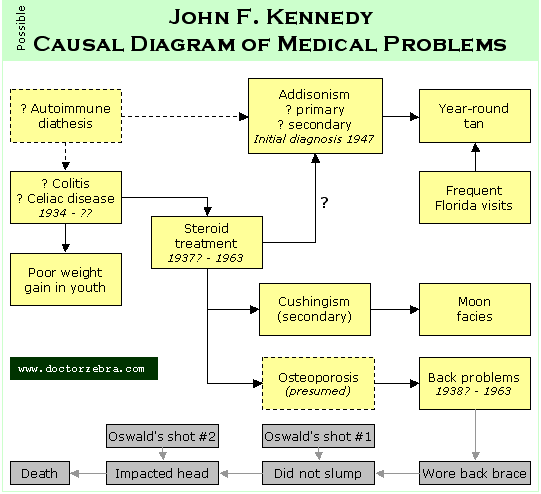 Possible
John F. Kennedy
Causal Diagram of Medical Problems
? Autoimmune
diathesis
Addisonism
? primary
? secondary
Initial diagnosis 1947
Year-round
tan
? Colitis
? Celiac disease
1934 - ??
Frequent
Florida visits
?
Steroid
treatment
1937? - 1963
Poor weight
gain in youth
Cushingism
(secondary)
Moon
facies
www.doctorzebra.com
Osteoporosis
(presumed)
Back problems
1938? - 1963
Oswald's shot #2
Oswald's shot #1
Death
Impacted head
Did not slump
Wore back brace